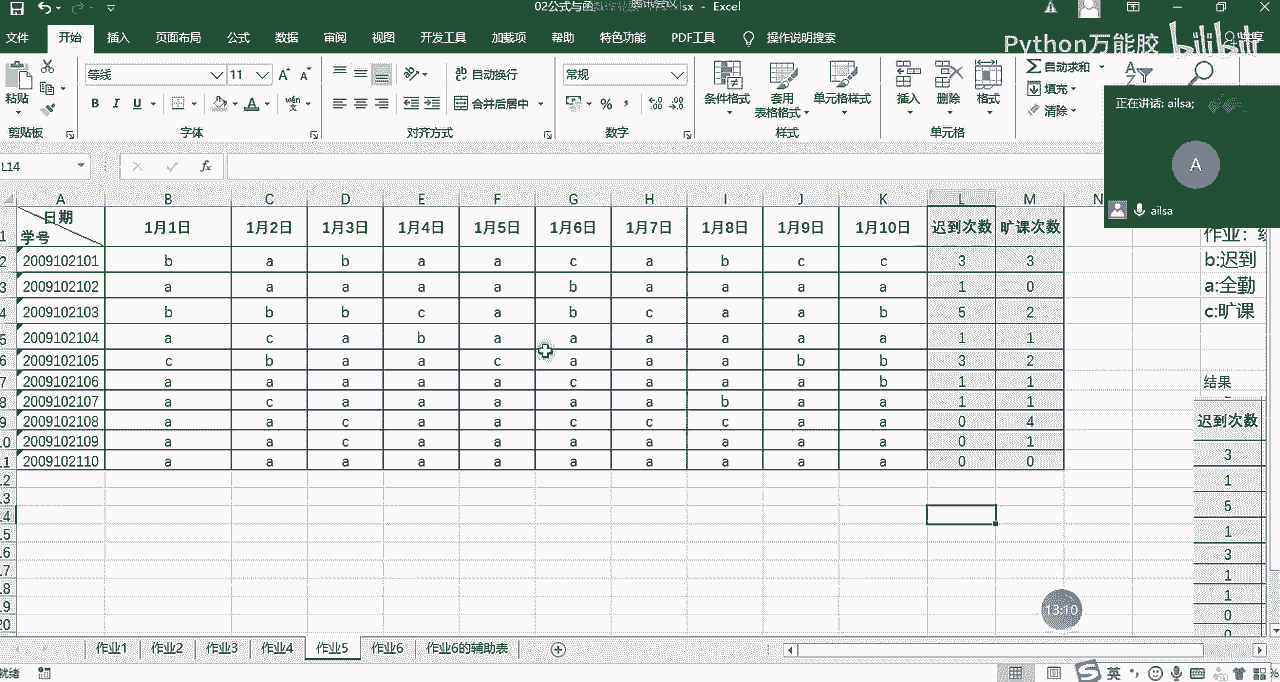 02公式与函 xlsx - Excel
文件 开始 插入 页面布局 公式 数据 审阅 视图 开发工具 加载项 帮助 特色功能 PDF工具 操作说明搜索
Python万能胶 bilibili
粘贴 等线 11 自动换行 常规 条件格式 套用 表格格式 单元格样式 插入 删除 格式 自动求和
B I U 合并后居中 填充
清除
剪贴板 字体 对齐方式 数字 样式 单元格
正在讲话: ailsa;
A
ailsa
L14 fx
A B C D E F G H I J K L M N
1 日期 学号 1月1日 1月2日 1月3日 1月4日 1月5日 1月6日 1月7日 1月8日 1月9日 1月10日 迟到次数 旷课次数 作业:
2 2009102101 b a b a a c a b c c 3 3 b:迟到
3 2009102102 a a a a a b a a a a 1 0 a:全勤
4 2009102103 b b b c a b c a a b 5 2 c:旷课
5 2009102104 a c a b a a a a a a 1 1
6 2009102105 c b a a c a a a b b 3 2
7 2009102106 a a a a a c a a a b 1 1 结果
8 2009102107 a c a a a a a b a a 1 1
9 2009102108 a a c a a c c c a a 0 4 迟到次数
10 2009102109 a a c a a a a a a a 0 1
11 2009102110 a a a a a a a a a a 0 0 3
12 1
13
14 5
15 1
16 3
17 1
18 1
19 0
20 0
13:10
作业1 作业2 作业3 作业4 作业5 作业6 作业6的辅助表
就绪 英